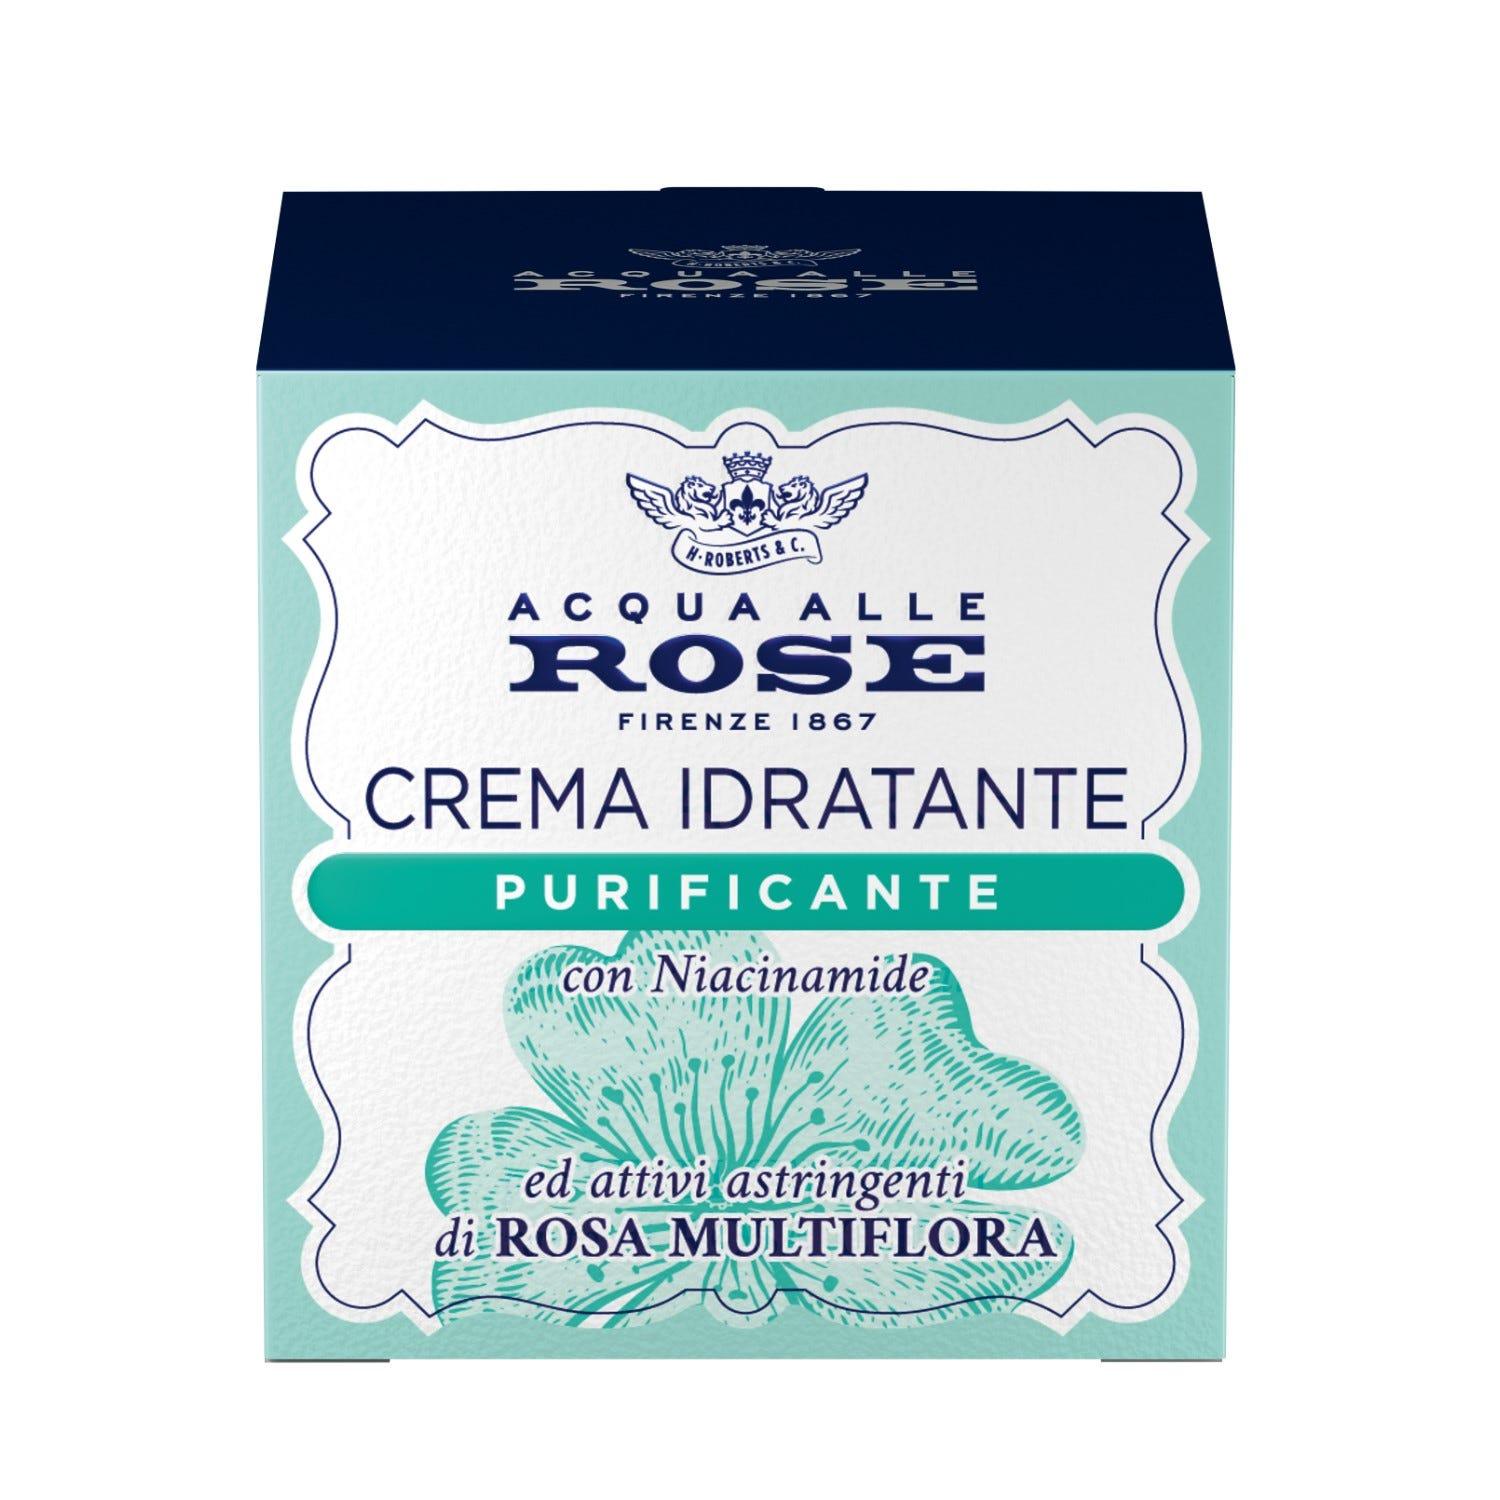 H·ROBERTS & C.
ACQUA ALLE
ROSE
FIRENZE 1867
H·ROBERTS & C.
ACQUA ALLE
ROSE
FIRENZE 1867
CREMA IDRATANTE
PURIFICANTE
con Niacinamide
ed attivi astringenti
di ROSA MULTIFLORA